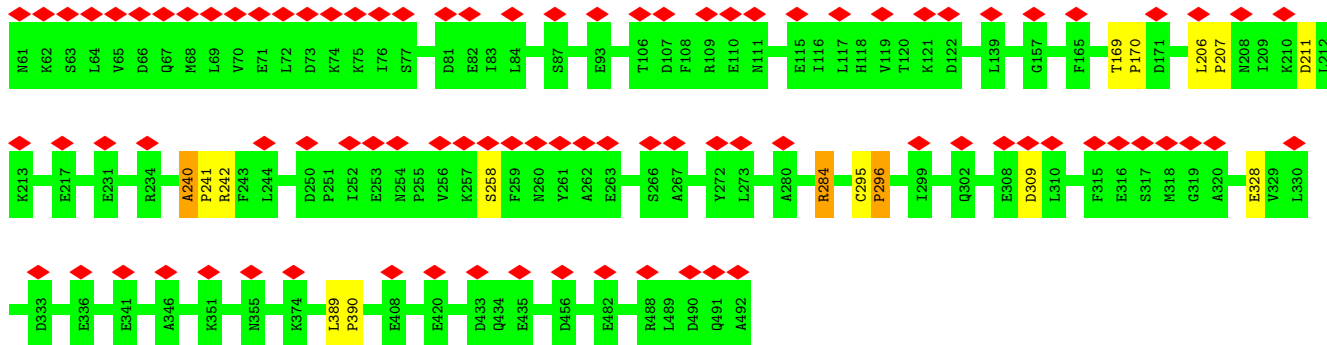 N61 K62 S63 L64 V65 D66 Q67 M68 L69 V70 E71 L72 D73 K74 K75 I76 S77 D81 E82 I83 L84 S87 E93 T106 D107 F108 R109 E110 N111 E115 I116 L117 H118 V119 T120 K121 D122 L139 G157 F165 T169 P170 D171 L206 P207 N208 I209 K210 D211 L212
K213 E217 E231 R234 A240 P241 R242 F243 L244 D250 P251 I252 E253 N254 P255 V256 K257 S258 F259 N260 Y261 A262 E263 S266 A267 Y272 L273 A280 R284 C295 P296 I299 Q302 E308 D309 L310 F315 E316 S317 M318 G319 A320 E328 V329 L330
D333 E336 E341 A346 K351 N355 K374 L389 P390 E408 E420 D433 Q434 E435 D456 E482 R488 L489 D490 Q491 A492